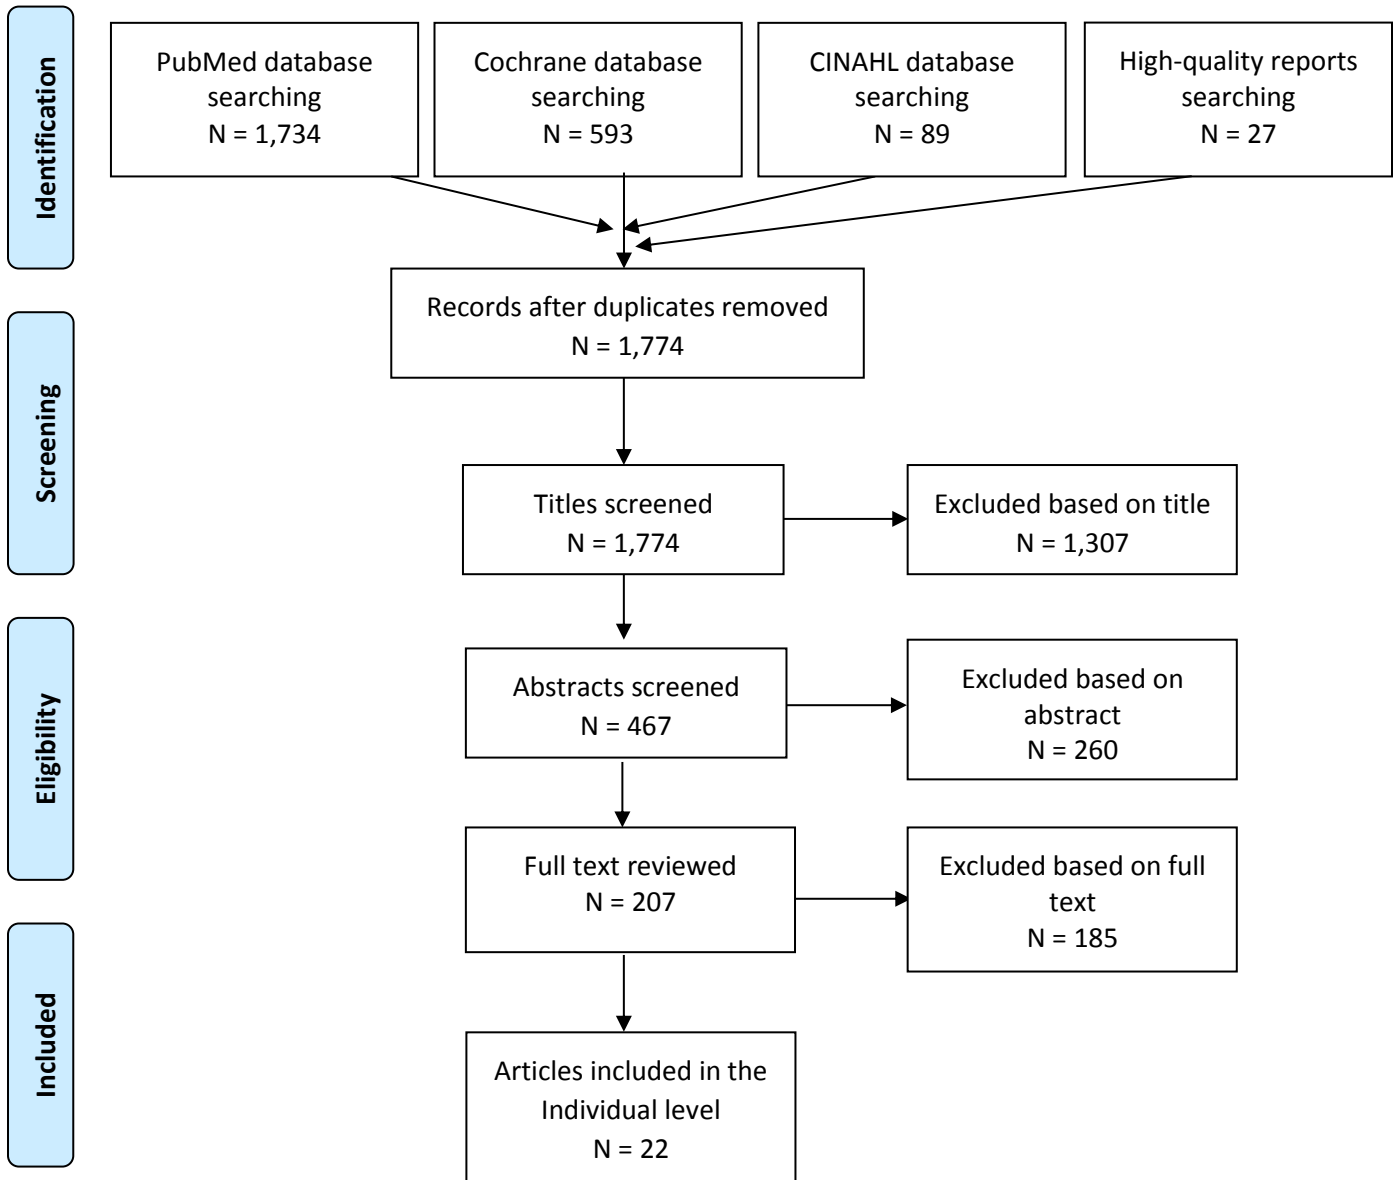 Identification
PubMed database
searching
N = 1,734
Cochrane database
searching
N = 593
CINAHL database
searching
N = 89
High-quality reports
searching
N = 27
Records after duplicates removed
N = 1,774
Screening
Titles screened
N = 1,774
Excluded based on title
N = 1,307
Eligibility
Abstracts screened
N = 467
Excluded based on
abstract
N = 260
Full text reviewed
N = 207
Excluded based on full
text
N = 185
Included
Articles included in the
Individual level
N = 22